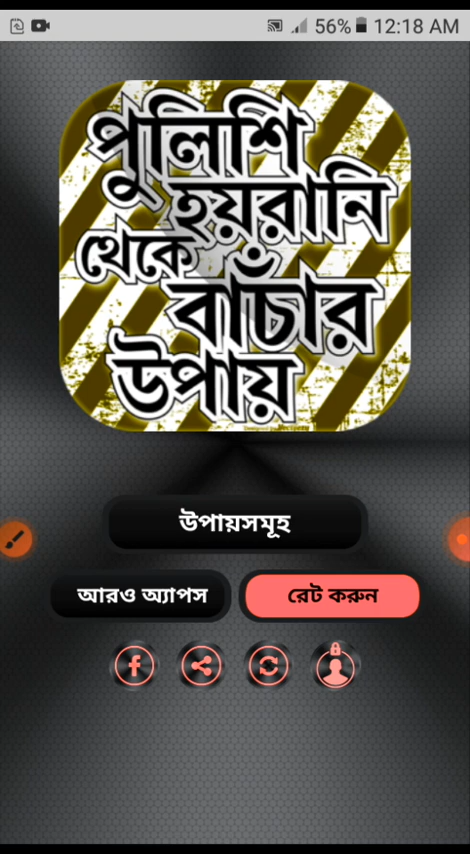 56% 12:18 AM
পুলিশি
হয়রানি
থেকে
বাঁচার
উপায়
উপায়সমূহ
আরও অ্যাপস
রেট করুন